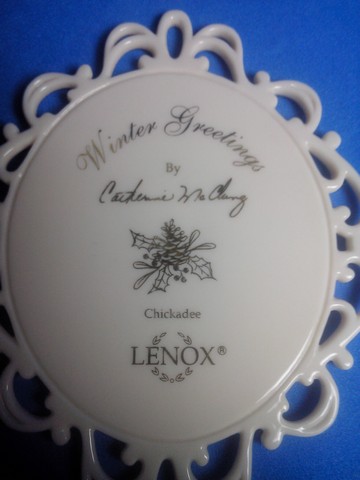 Winter Greetings
By
Catherine McClung
Chickadee
LENOX®